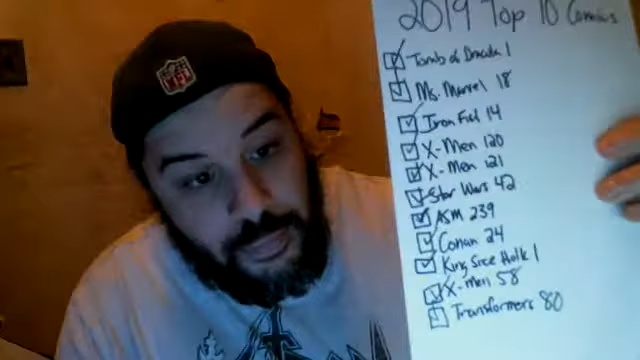 2019 Top 10 Comics
Tomb of Dracula 1
Ms. Marvel 18
Iron Fist 14
X-Men 120
X-Men 121
Star Wars 42
ASM 239
Conan 24
King Size Hulk 1
X-Men 58
Transformers 80
NFL